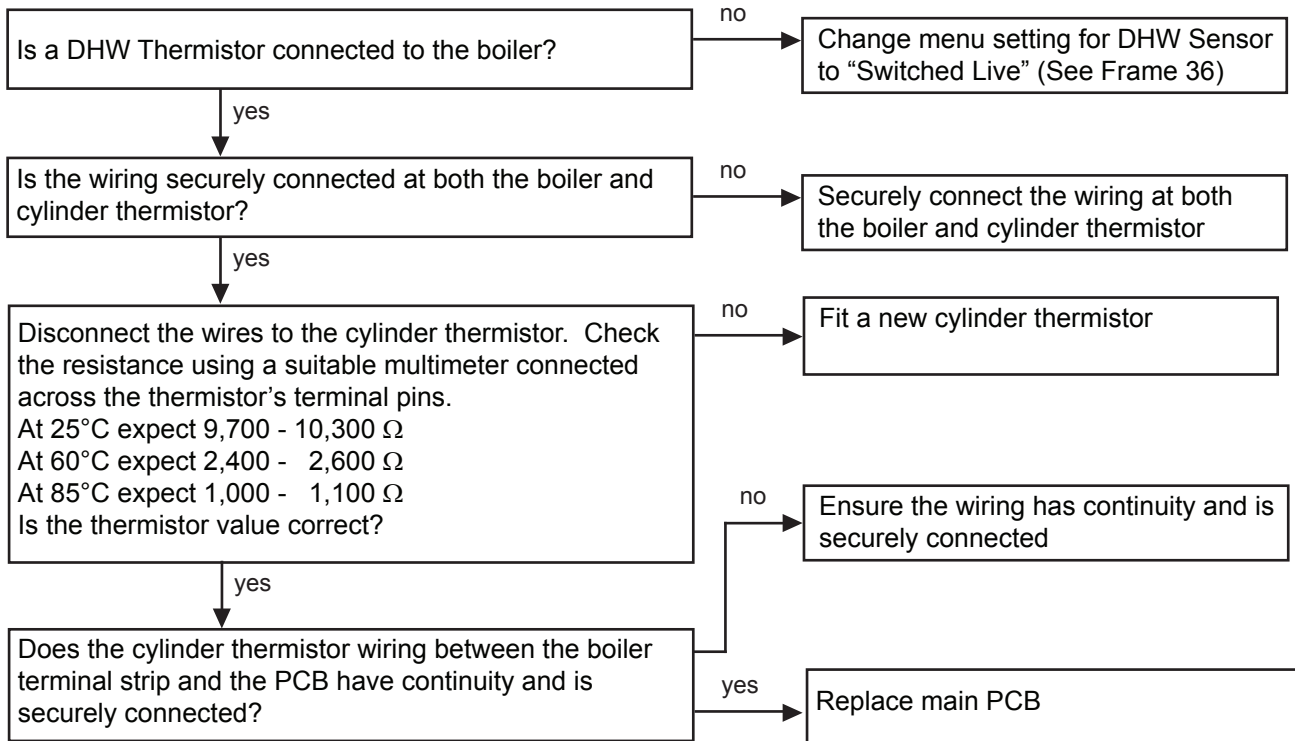 Is a DHW Thermistor connected to the boiler?
no
Change menu setting for DHW Sensor
to “Switched Live” (See Frame 36)
yes
Is the wiring securely connected at both the boiler and
cylinder thermistor?
no
Securely connect the wiring at both
the boiler and cylinder thermistor
yes
Disconnect the wires to the cylinder thermistor. Check
the resistance using a suitable multimeter connected
across the thermistor’s terminal pins.
At 25°C expect 9,700 - 10,300 Ω
At 60°C expect 2,400 - 2,600 Ω
At 85°C expect 1,000 - 1,100 Ω
Is the thermistor value correct?
no
Fit a new cylinder thermistor
yes
Does the cylinder thermistor wiring between the boiler
terminal strip and the PCB have continuity and is
securely connected?
no
Ensure the wiring has continuity and is
securely connected
yes
Replace main PCB